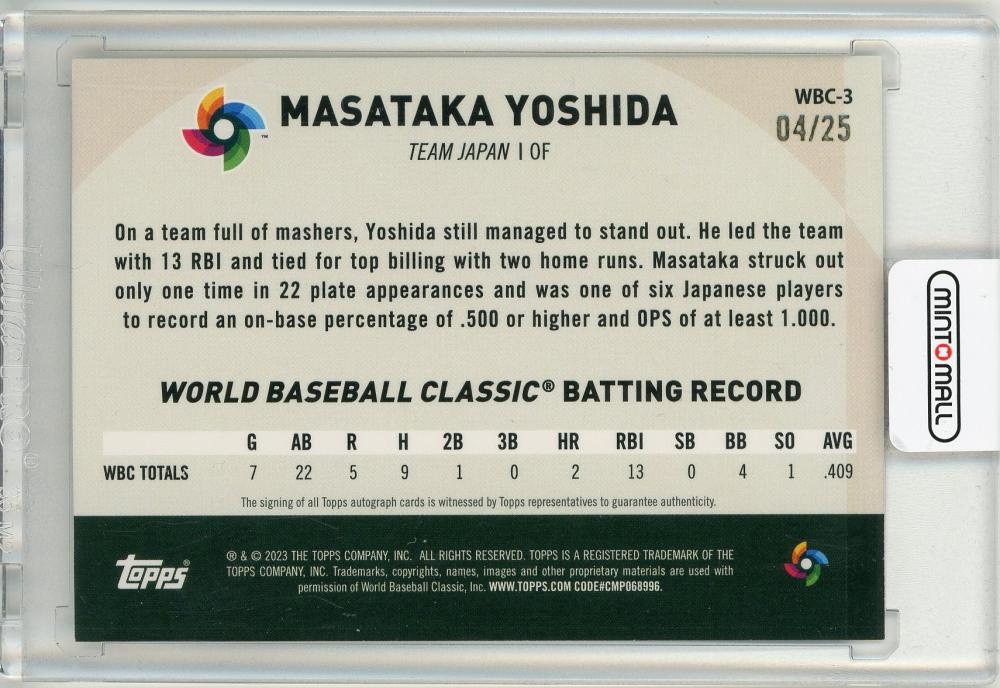 MASATAKA YOSHIDA
TEAM JAPAN | OF
WBC-3
04/25
On a team full of mashers, Yoshida still managed to stand out. He led the team
with 13 RBI and tied for top billing with two home runs. Masataka struck out
only one time in 22 plate appearances and was one of six Japanese players
to record an on-base percentage of .500 or higher and OPS of at least 1.000.
WORLD BASEBALL CLASSIC® BATTING RECORD
G AB R H 2B 3B HR RBI SB BB SO AVG
WBC TOTALS 7 22 5 9 1 0 2 13 0 4 1 .409
The signing of all Topps autograph cards is witnessed by Topps representatives to guarantee authenticity.
Topps®
® & © 2023 THE TOPPS COMPANY, INC. ALL RIGHTS RESERVED. TOPPS IS A REGISTERED TRADEMARK OF THE
TOPPS COMPANY, INC. Trademarks, copyrights, names, images and other proprietary materials are used with
permission of World Baseball Classic, Inc. WWW.TOPPS.COM CODE#CMP068996.
MINT MALL